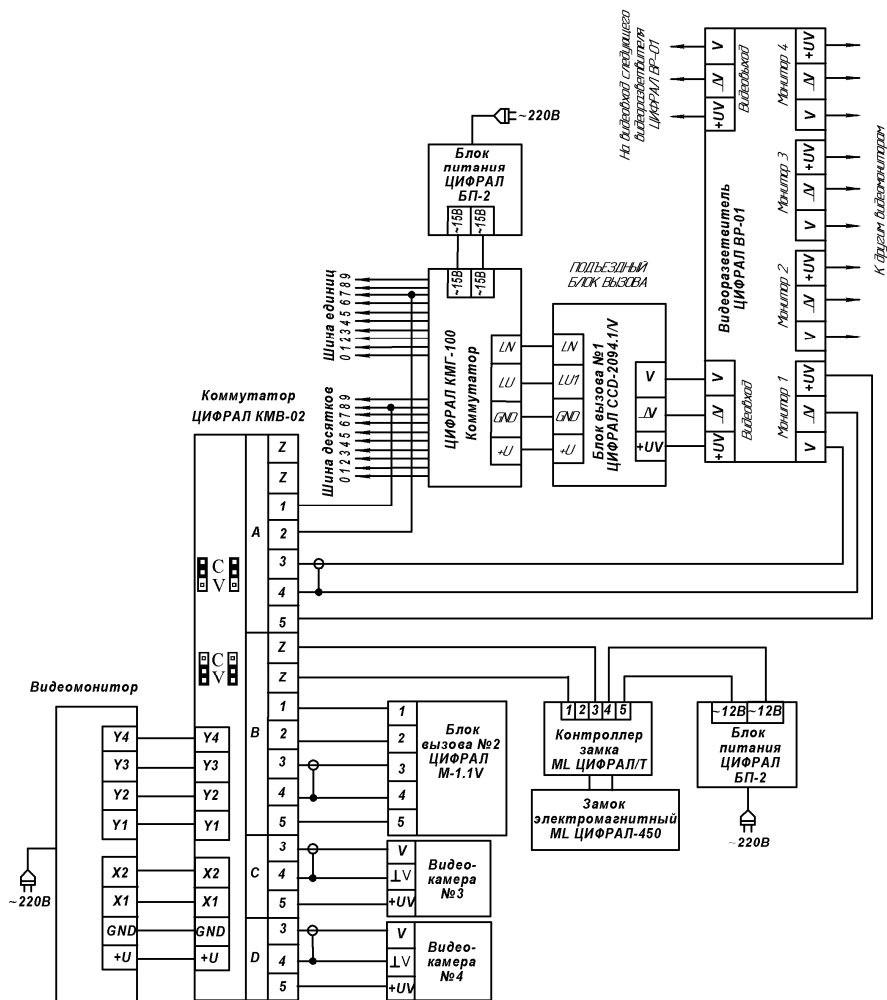 На видеовход следующего
видеоразветвителя
ЦИФРАЛ ВР-01
V
⊥V
+UV
Видеовыход
Монитор 4
+UV
⊥V
V
Монитор 3
+UV
⊥V
V
Монитор 2
+UV
⊥V
V
Монитор 1
+UV
⊥V
V
К другим видеомониторам
Видеоразветвитель
ЦИФРАЛ ВР-01
Видеовход
V
⊥V
+UV
~220В
Блок
питания
ЦИФРАЛ
БП-2
~15В ~15В
~15В ~15В
Шина единиц
0 1 2 3 4 5 6 7 8 9
Шина десятков
0 1 2 3 4 5 6 7 8 9
ЦИФРАЛ КМГ-100
Коммутатор
LN
LU
GND
+U
ПОДЪЕЗДНЫЙ
БЛОК ВЫЗОВА
LN
LU1
GND
+U
Блок вызова №1
ЦИФРАЛ CCD-2094.1/V
V
⊥V
+UV
Коммутатор
ЦИФРАЛ КМВ-02
A
Z
Z
1
2
3
4
5
C
V
C
V
B
Z
Z
1
2
3
4
5
C
3
4
5
D
3
4
5
Видеомонитор
Y4
Y3
Y2
Y1
X2
X1
GND
+U
Y4
Y3
Y2
Y1
X2
X1
GND
+U
~220В
1
2
3
4
5
Блок
вызова №2
ЦИФРАЛ
М-1.1V
V
⊥V
+UV
Видео-
камера
№3
V
⊥V
+UV
Видео-
камера
№4
1 2 3 4 5
Контроллер
замка
ML ЦИФРАЛ/Т
Замок
электромагнитный
ML ЦИФРАЛ-450
~12В ~12В
Блок
питания
ЦИФРАЛ
БП-2
~220В